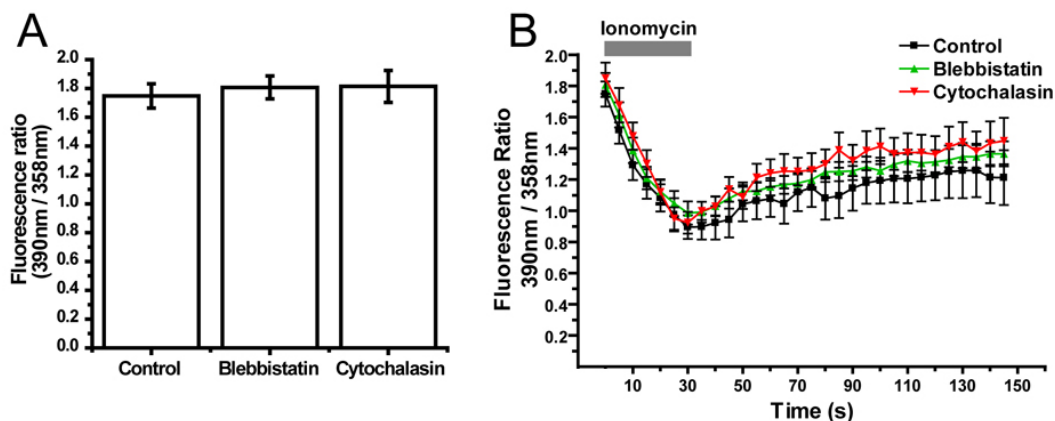 A
Fluorescence ratio
(390nm / 358nm)
2.0
1.8
1.6
1.4
1.2
1.0
0.8
0.6
0.4
0.2
0.0
Control
Blebbistatin
Cytochalasin
B
Ionomycin
Control
Blebbistatin
Cytochalasin
Fluorescence Ratio
390nm / 358nm
2.0
1.8
1.6
1.4
1.2
1.0
0.8
0.6
0.4
0.2
10 30 50 70 90 110 130 150
Time (s)